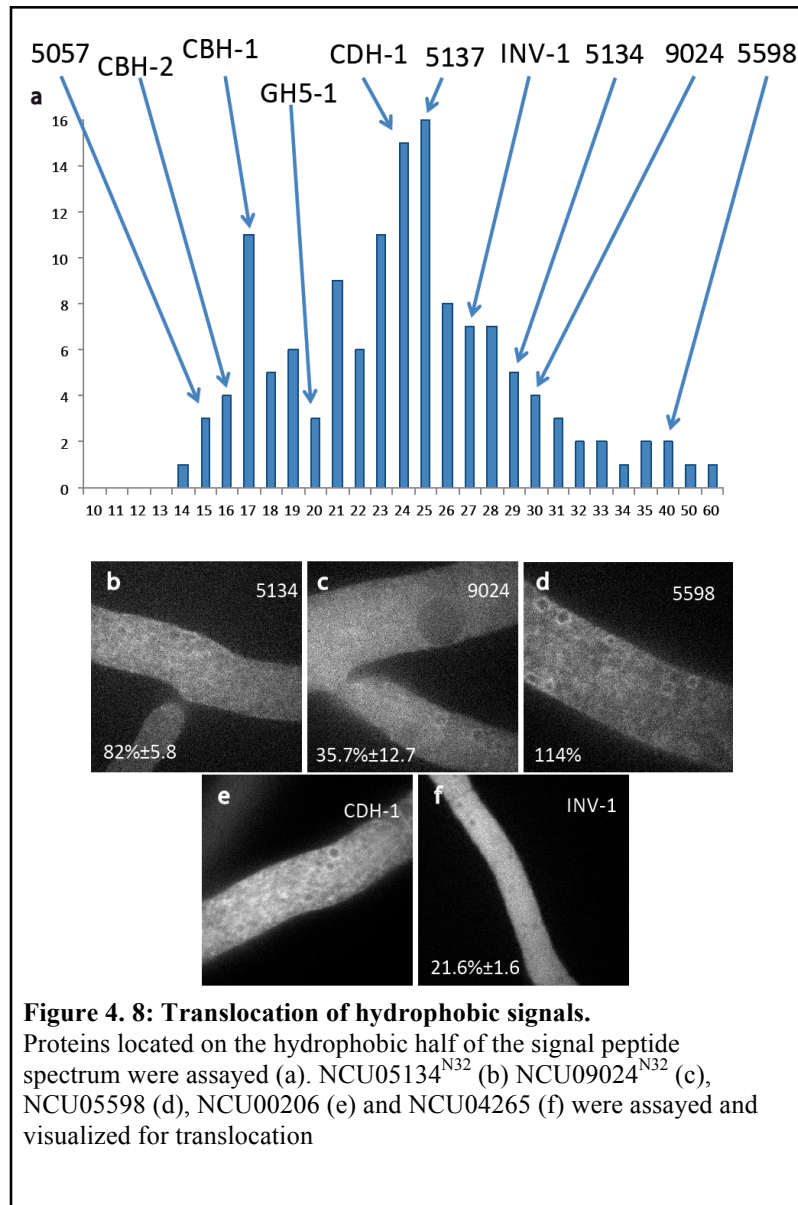 5057 CBH-2 CBH-1 GH5-1 CDH-1 5137 INV-1 5134 9024 5598
a
16
14
12
10
8
6
4
2
0
10 11 12 13 14 15 16 17 18 19 20 21 22 23 24 25 26 27 28 29 30 31 32 33 34 35 40 50 60
b 5134
82%±5.8
c 9024
35.7%±12.7
d 5598
114%
e CDH-1
f INV-1
21.6%±1.6
Figure 4. 8: Translocation of hydrophobic signals.
Proteins located on the hydrophobic half of the signal peptide
spectrum were assayed (a). NCU05134^N32 (b) NCU09024^N32 (c),
NCU05598 (d), NCU00206 (e) and NCU04265 (f) were assayed and
visualized for translocation